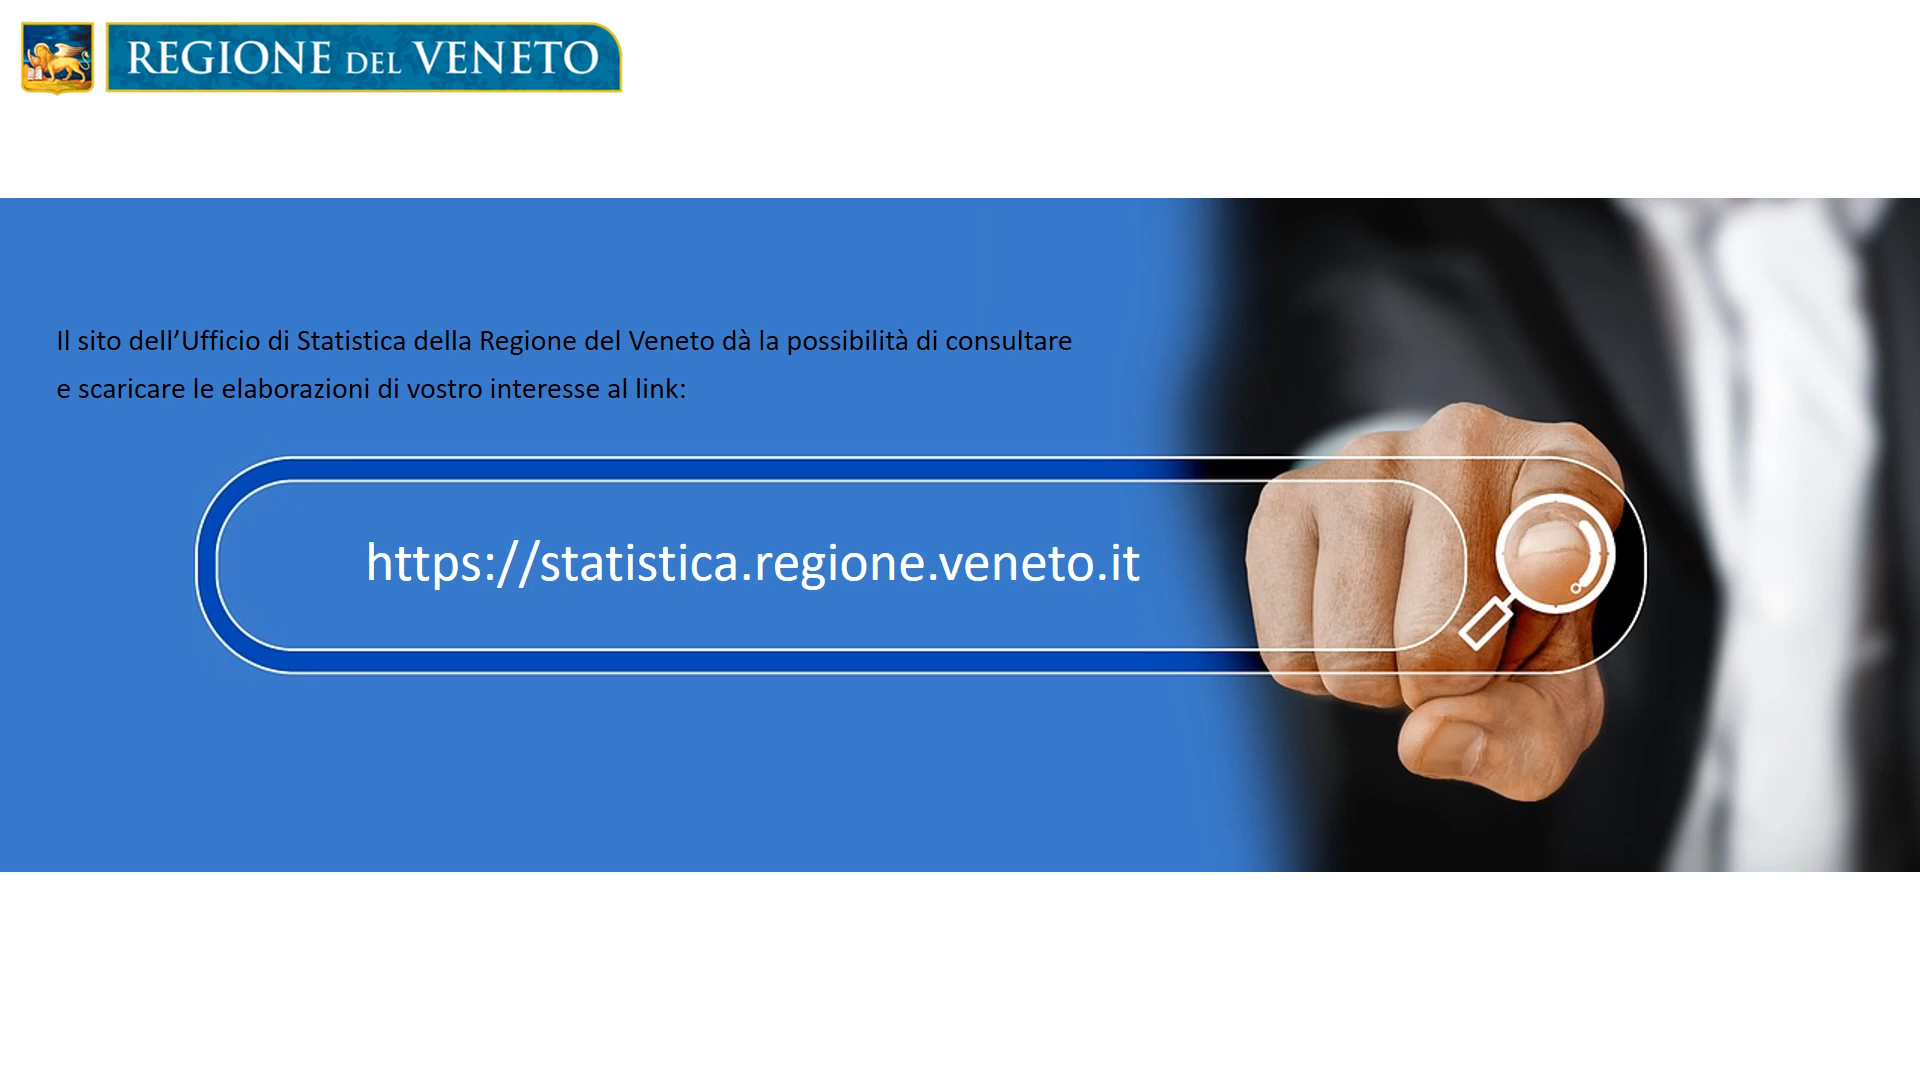 REGIONE DEL VENETO
Il sito dell’Ufficio di Statistica della Regione del Veneto dà la possibilità di consultare
e scaricare le elaborazioni di vostro interesse al link:
https://statistica.regione.veneto.it